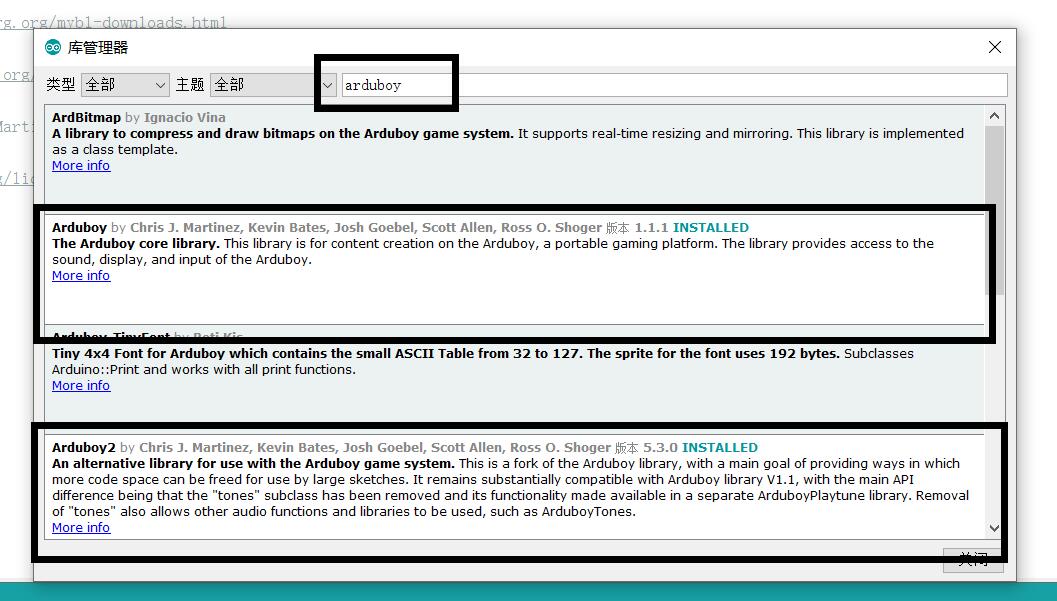 rg.org/mybl-downloads.html
库管理器
.org/
类型 全部 主题 全部 arduboy
ArdBitmap by Ignacio Vina
A library to compress and draw bitmaps on the Arduboy game system. It supports real-time resizing and mirroring. This library is implemented
as a class template.
More info
Arduboy by Chris J. Martinez, Kevin Bates, Josh Goebel, Scott Allen, Ross O. Shoger 版本 1.1.1 INSTALLED
The Arduboy core library. This library is for content creation on the Arduboy, a portable gaming platform. The library provides access to the
sound, display, and input of the Arduboy.
More info
Arduboy_TinyFont by Boti Kis
Tiny 4x4 Font for Arduboy which contains the small ASCII Table from 32 to 127. The sprite for the font uses 192 bytes. Subclasses
Arduino::Print and works with all print functions.
More info
Arduboy2 by Chris J. Martinez, Kevin Bates, Josh Goebel, Scott Allen, Ross O. Shoger 版本 5.3.0 INSTALLED
An alternative library for use with the Arduboy game system. This is a fork of the Arduboy library, with a main goal of providing ways in which
more code space can be freed for use by large sketches. It remains substantially compatible with Arduboy library V1.1, with the main API
difference being that the "tones" subclass has been removed and its functionality made available in a separate ArduboyPlaytune library. Removal
of "tones" also allows other audio functions and libraries to be used, such as ArduboyTones.
More info
关闭